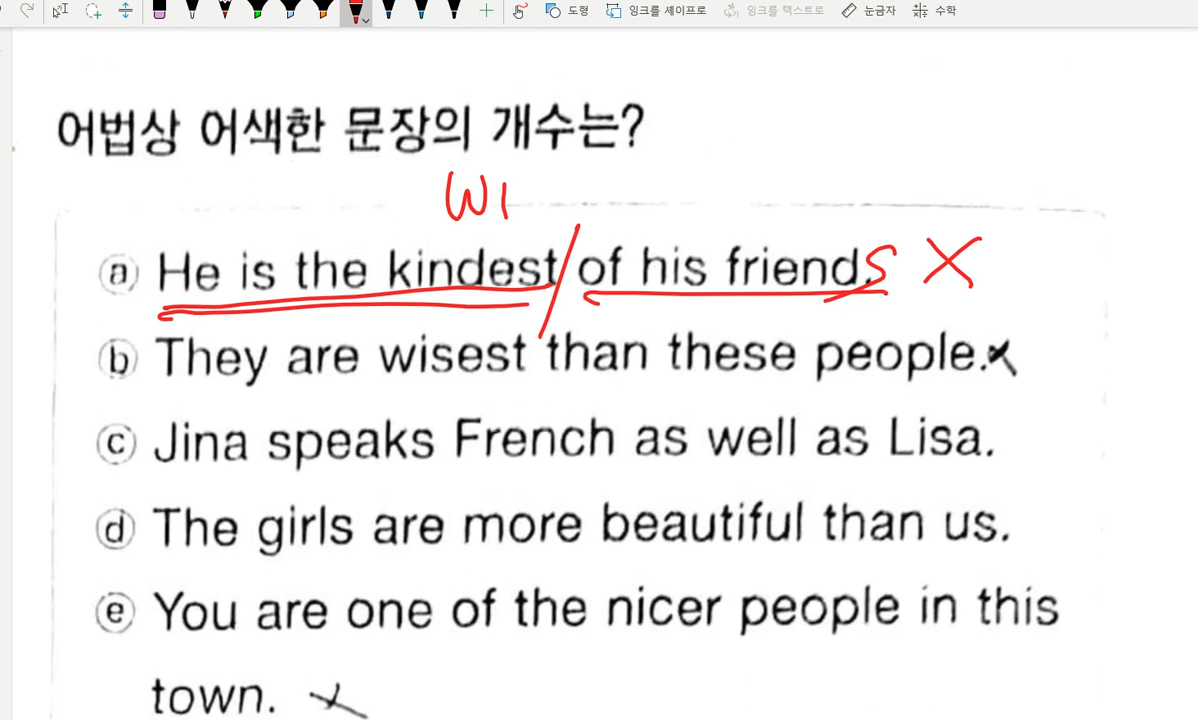 도형 잉크를 셰이프로 잉크를 텍스트로 눈금자 수학
어법상 어색한 문장의 개수는?
WI
ⓐ He is the kindest/of his friends X
ⓑ They are wisest than these people.x
ⓒ Jina speaks French as well as Lisa.
ⓓ The girls are more beautiful than us.
ⓔ You are one of the nicer people in this
town. x